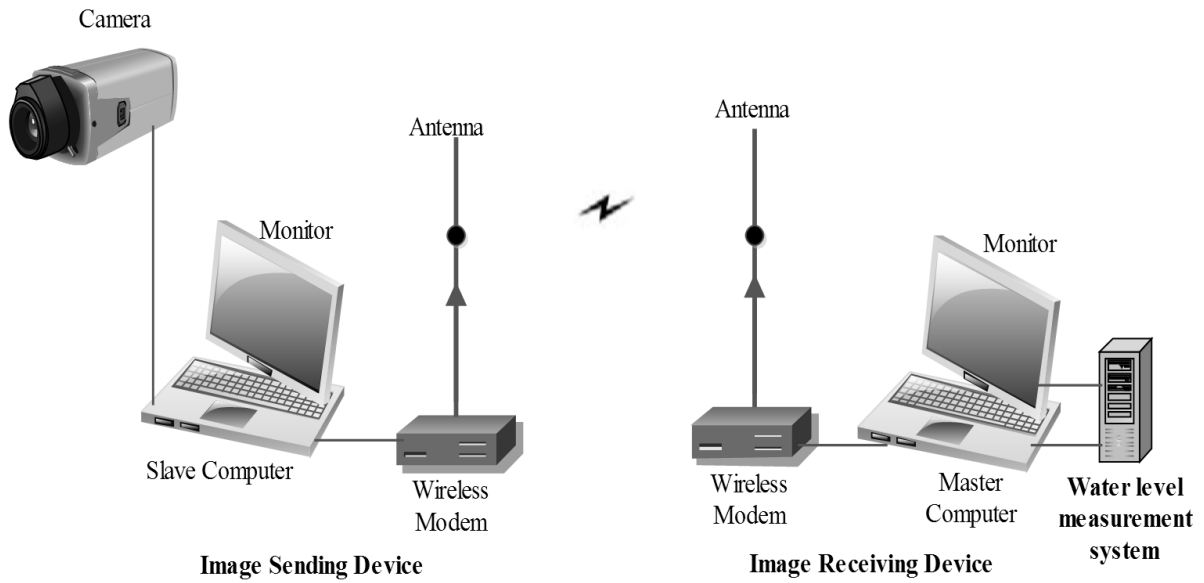 Camera
Antenna
Monitor
Slave Computer
Wireless
Modem
Image Sending Device
Antenna
Monitor
Wireless
Modem
Master
Computer
Water level
measurement
system
Image Receiving Device